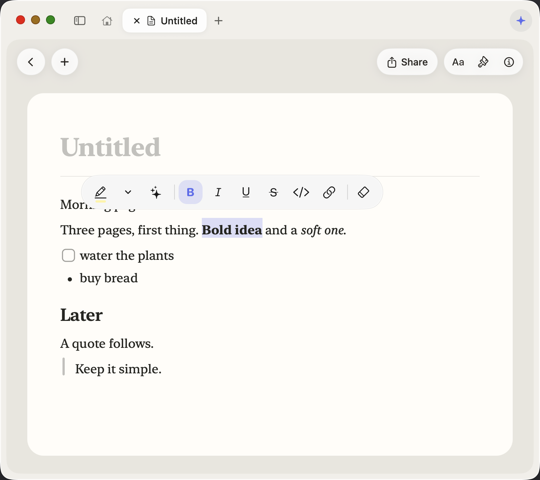 Untitled
Share
Aa
Untitled
B I U S </>
Three pages, first thing. Bold idea and a soft one.
water the plants
• buy bread
Later
A quote follows.
Keep it simple.